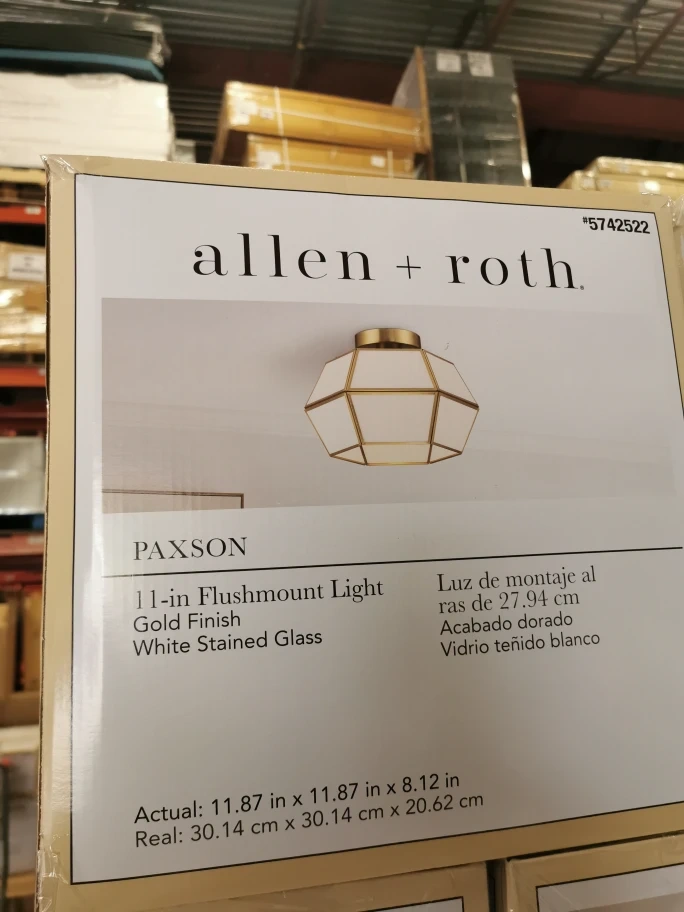 #5742522
allen + roth®
PAXSON
11-in Flushmount Light
Gold Finish
White Stained Glass
Luz de montaje al
ras de 27.94 cm
Acabado dorado
Vidrio teñido blanco
Actual: 11.87 in x 11.87 in x 8.12 in
Real: 30.14 cm x 30.14 cm x 20.62 cm